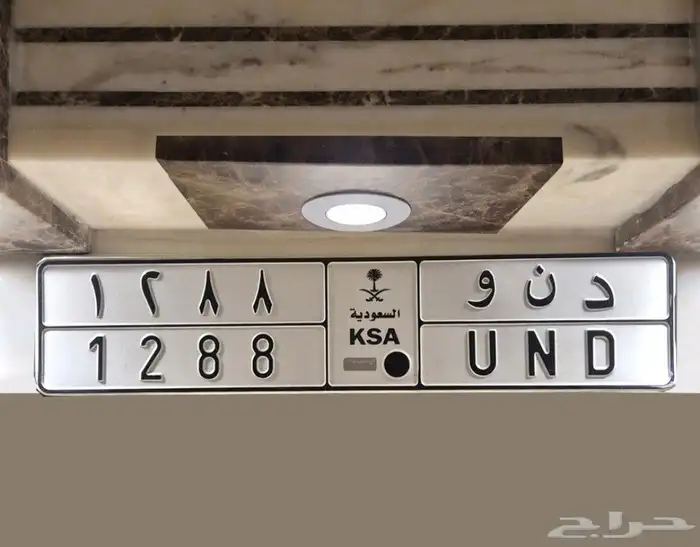 ١٢٨٨
د ن و
السعودية
KSA
1288
UND
حراج